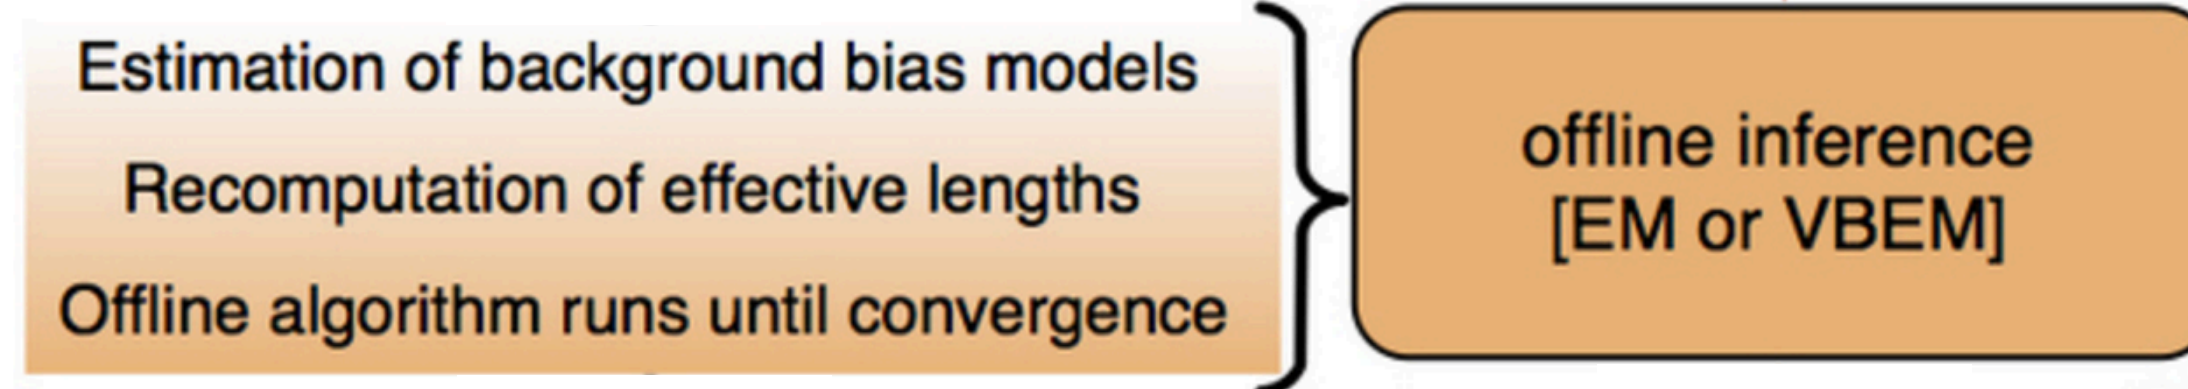 Estimation of background bias models
Recomputation of effective lengths
Offline algorithm runs until convergence
offline inference
[EM or VBEM]